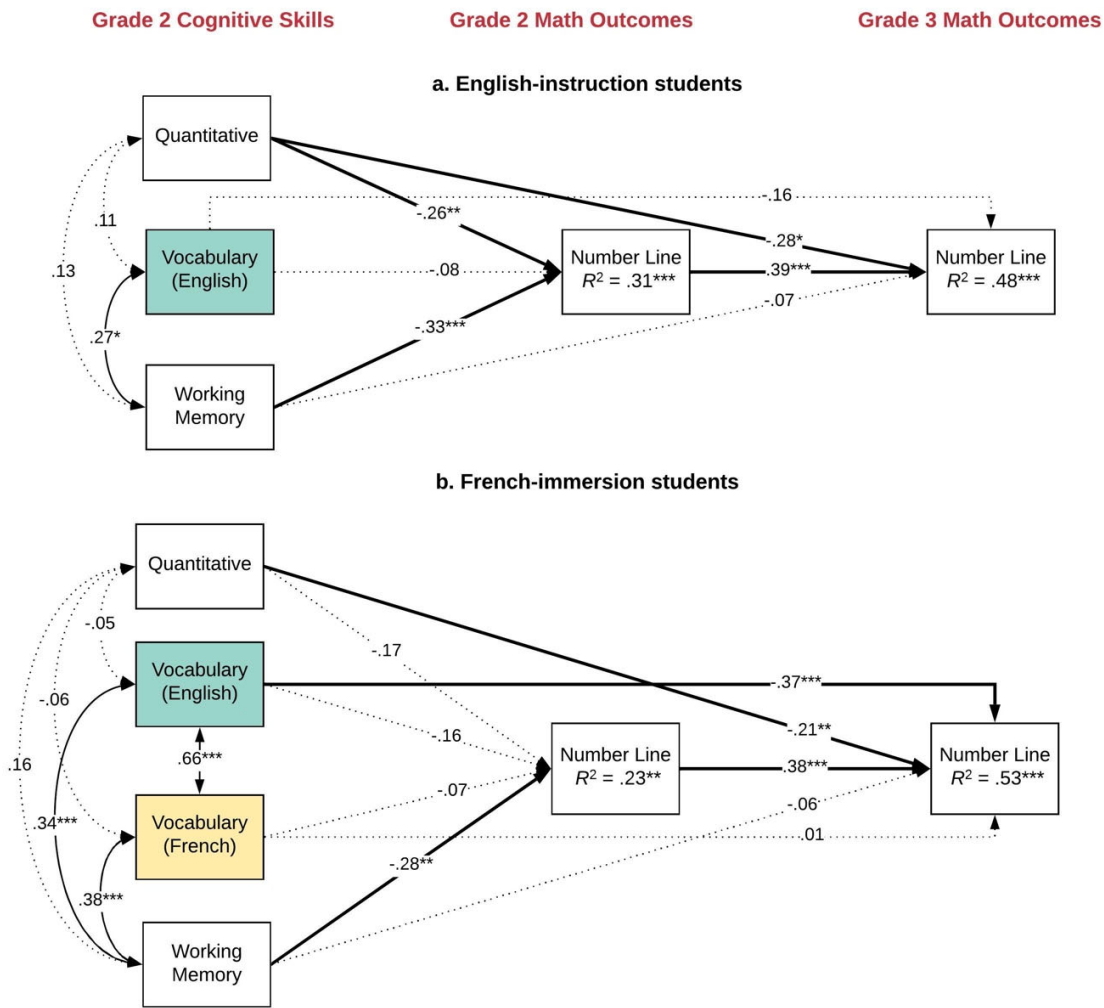 Grade 2 Cognitive Skills
Grade 2 Math Outcomes
Grade 3 Math Outcomes
a. English-instruction students
Quantitative
-.16
-.26**
.11
-.28*
Vocabulary
(English)
Number Line
R² = .31***
Number Line
R² = .48***
.13
-.08
.39***
-.07
.27*
-.33***
Working
Memory
b. French-immersion students
Quantitative
-.05
-.17
Vocabulary
(English)
-.37***
-.06
-.21**
-.16
.66***
Number Line
R² = .23**
.38***
Number Line
R² = .53***
.16
-.07
-.06
.34***
Vocabulary
(French)
.01
-.28**
.38***
Working
Memory